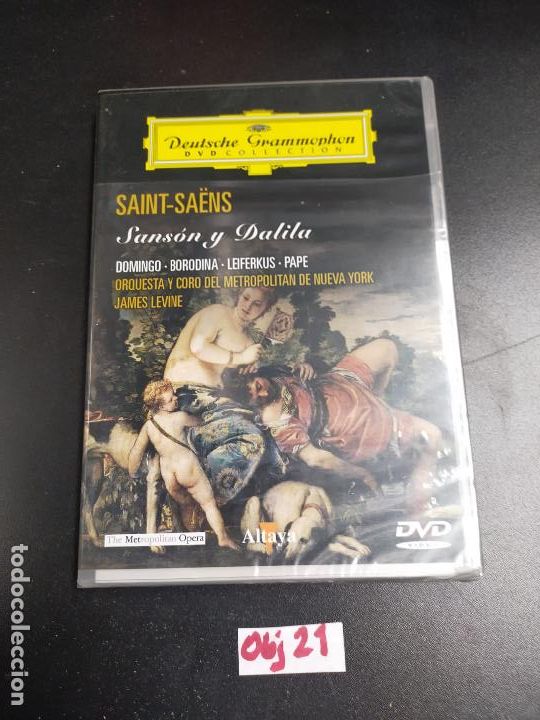 Deutsche Grammophon
DVD COLLECTION
SAINT-SAËNS
Sansón y Dalila
DOMINGO · BORODINA · LEIFERKUS · PAPE
ORQUESTA Y CORO DEL METROPOLITAN DE NUEVA YORK
JAMES LEVINE
The Metropolitan Opera
Altaya
DVD
VIDEO
Obj 21
todocoleccion